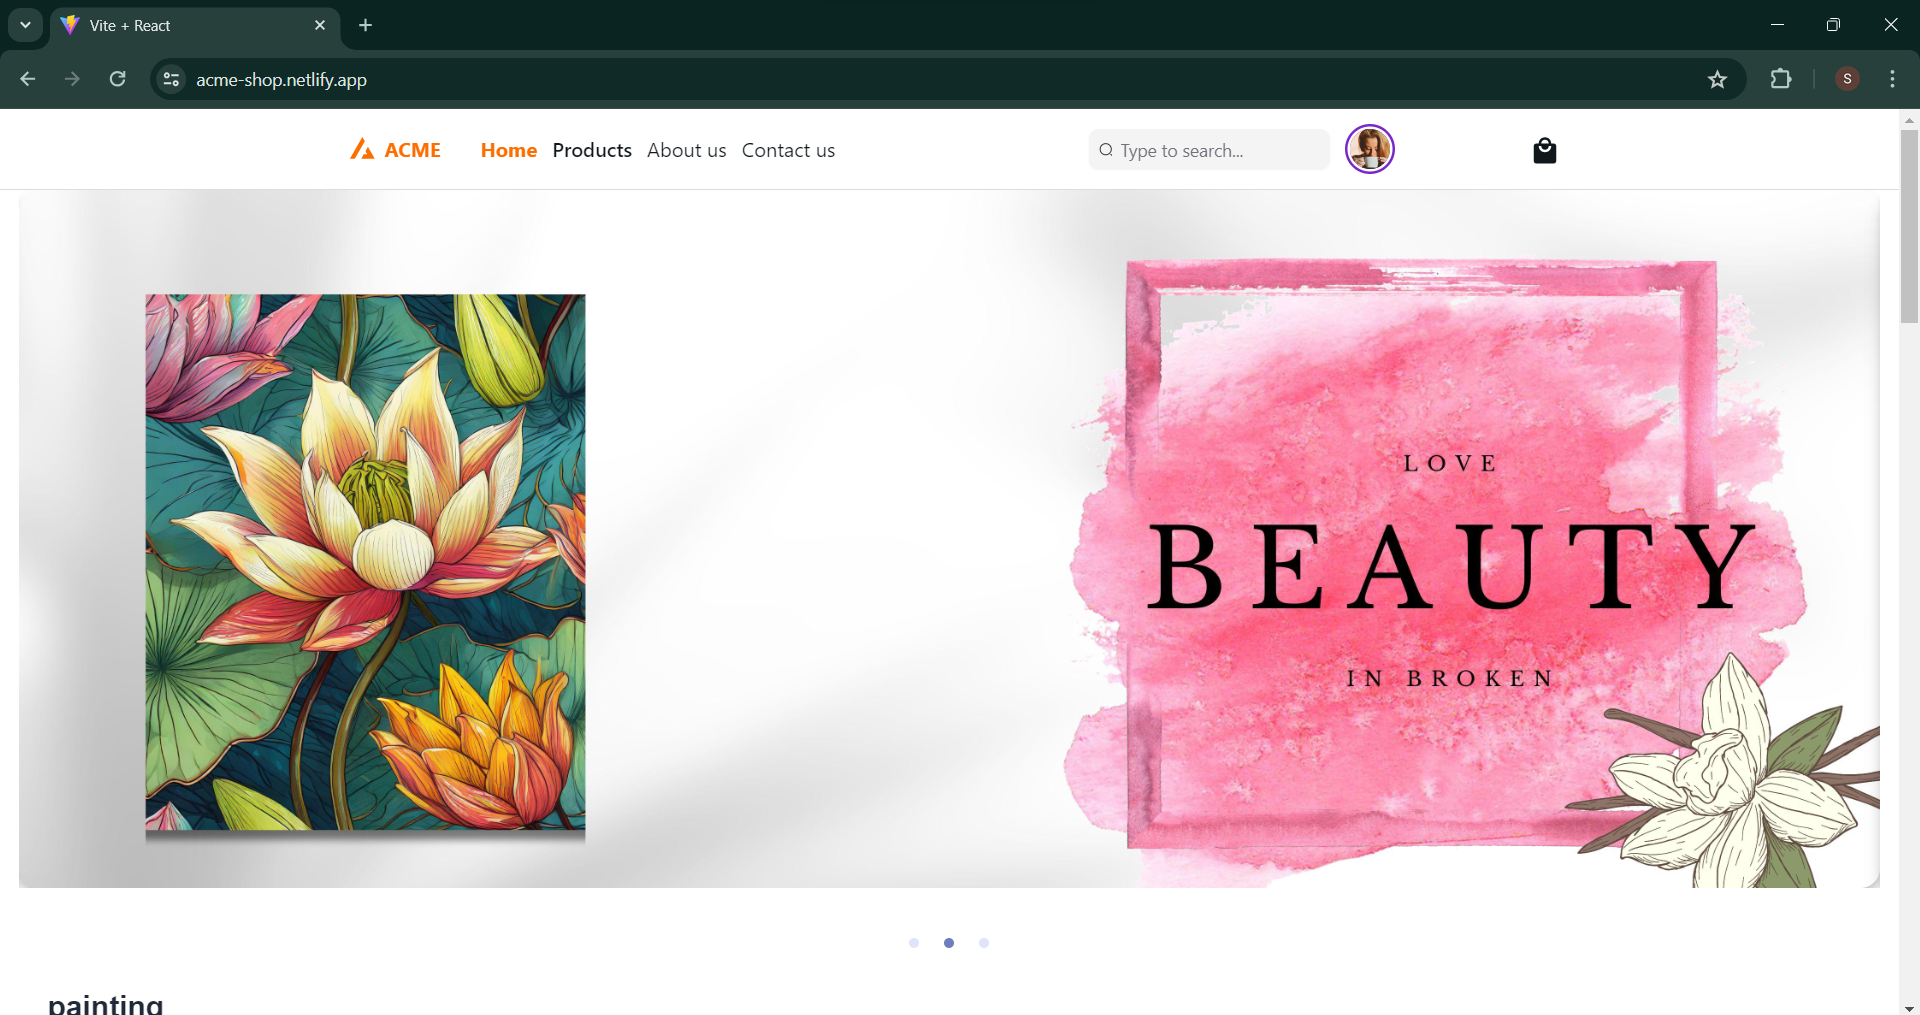 Vite + React
acme-shop.netlify.app
S
ACME
Home Products About us Contact us
Type to search...
LOVE
BEAUTY
IN BROKEN
painting